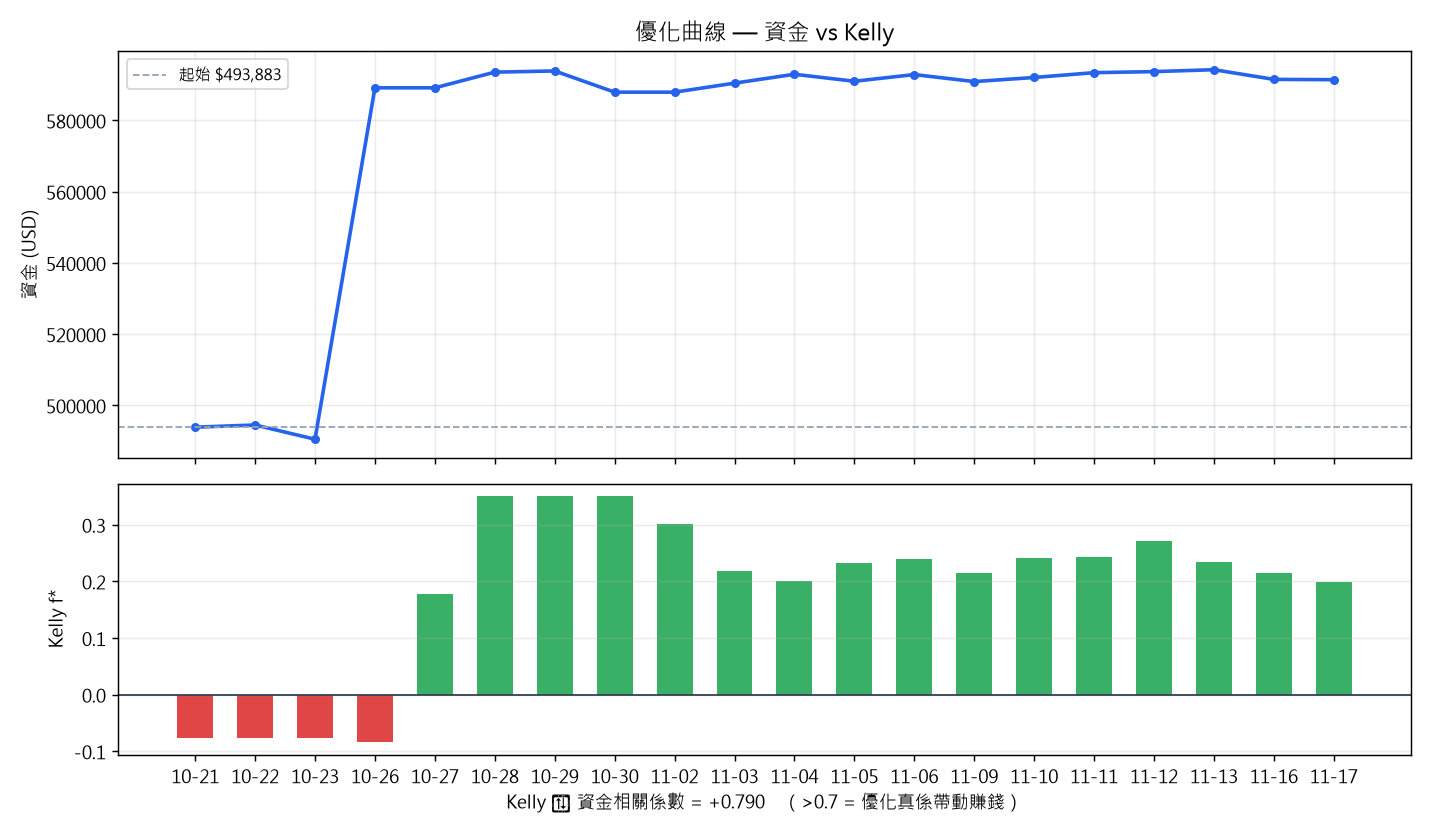 優化曲線 — 資金 vs Kelly
起始 $493,883
資金 (USD)
580000
560000
540000
520000
500000
Kelly f*
0.3
0.2
0.1
0.0
-0.1
10-21 10-22 10-23 10-26 10-27 10-28 10-29 10-30 11-02 11-03 11-04 11-05 11-06 11-09 11-10 11-11 11-12 11-13 11-16 11-17
Kelly 資金相關係數 = +0.790 ( >0.7 = 優化真係帶動賺錢 )